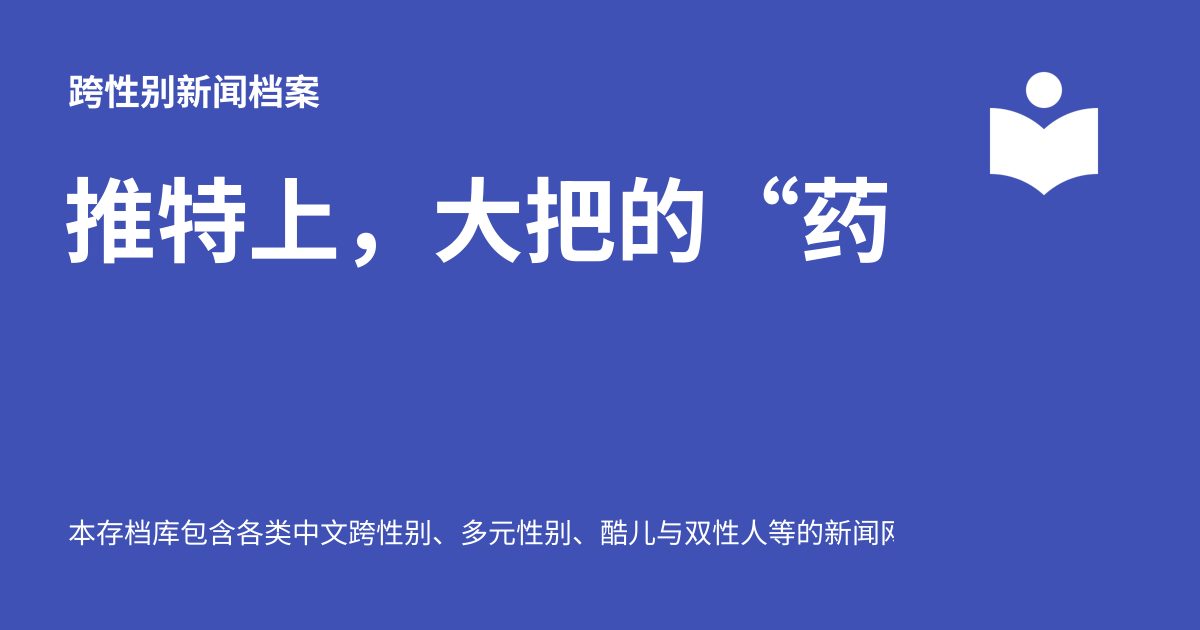 跨性别新闻档案
推特上，大把的“药
本存档库包含各类中文跨性别、多元性别、酷儿与双性人等的新闻